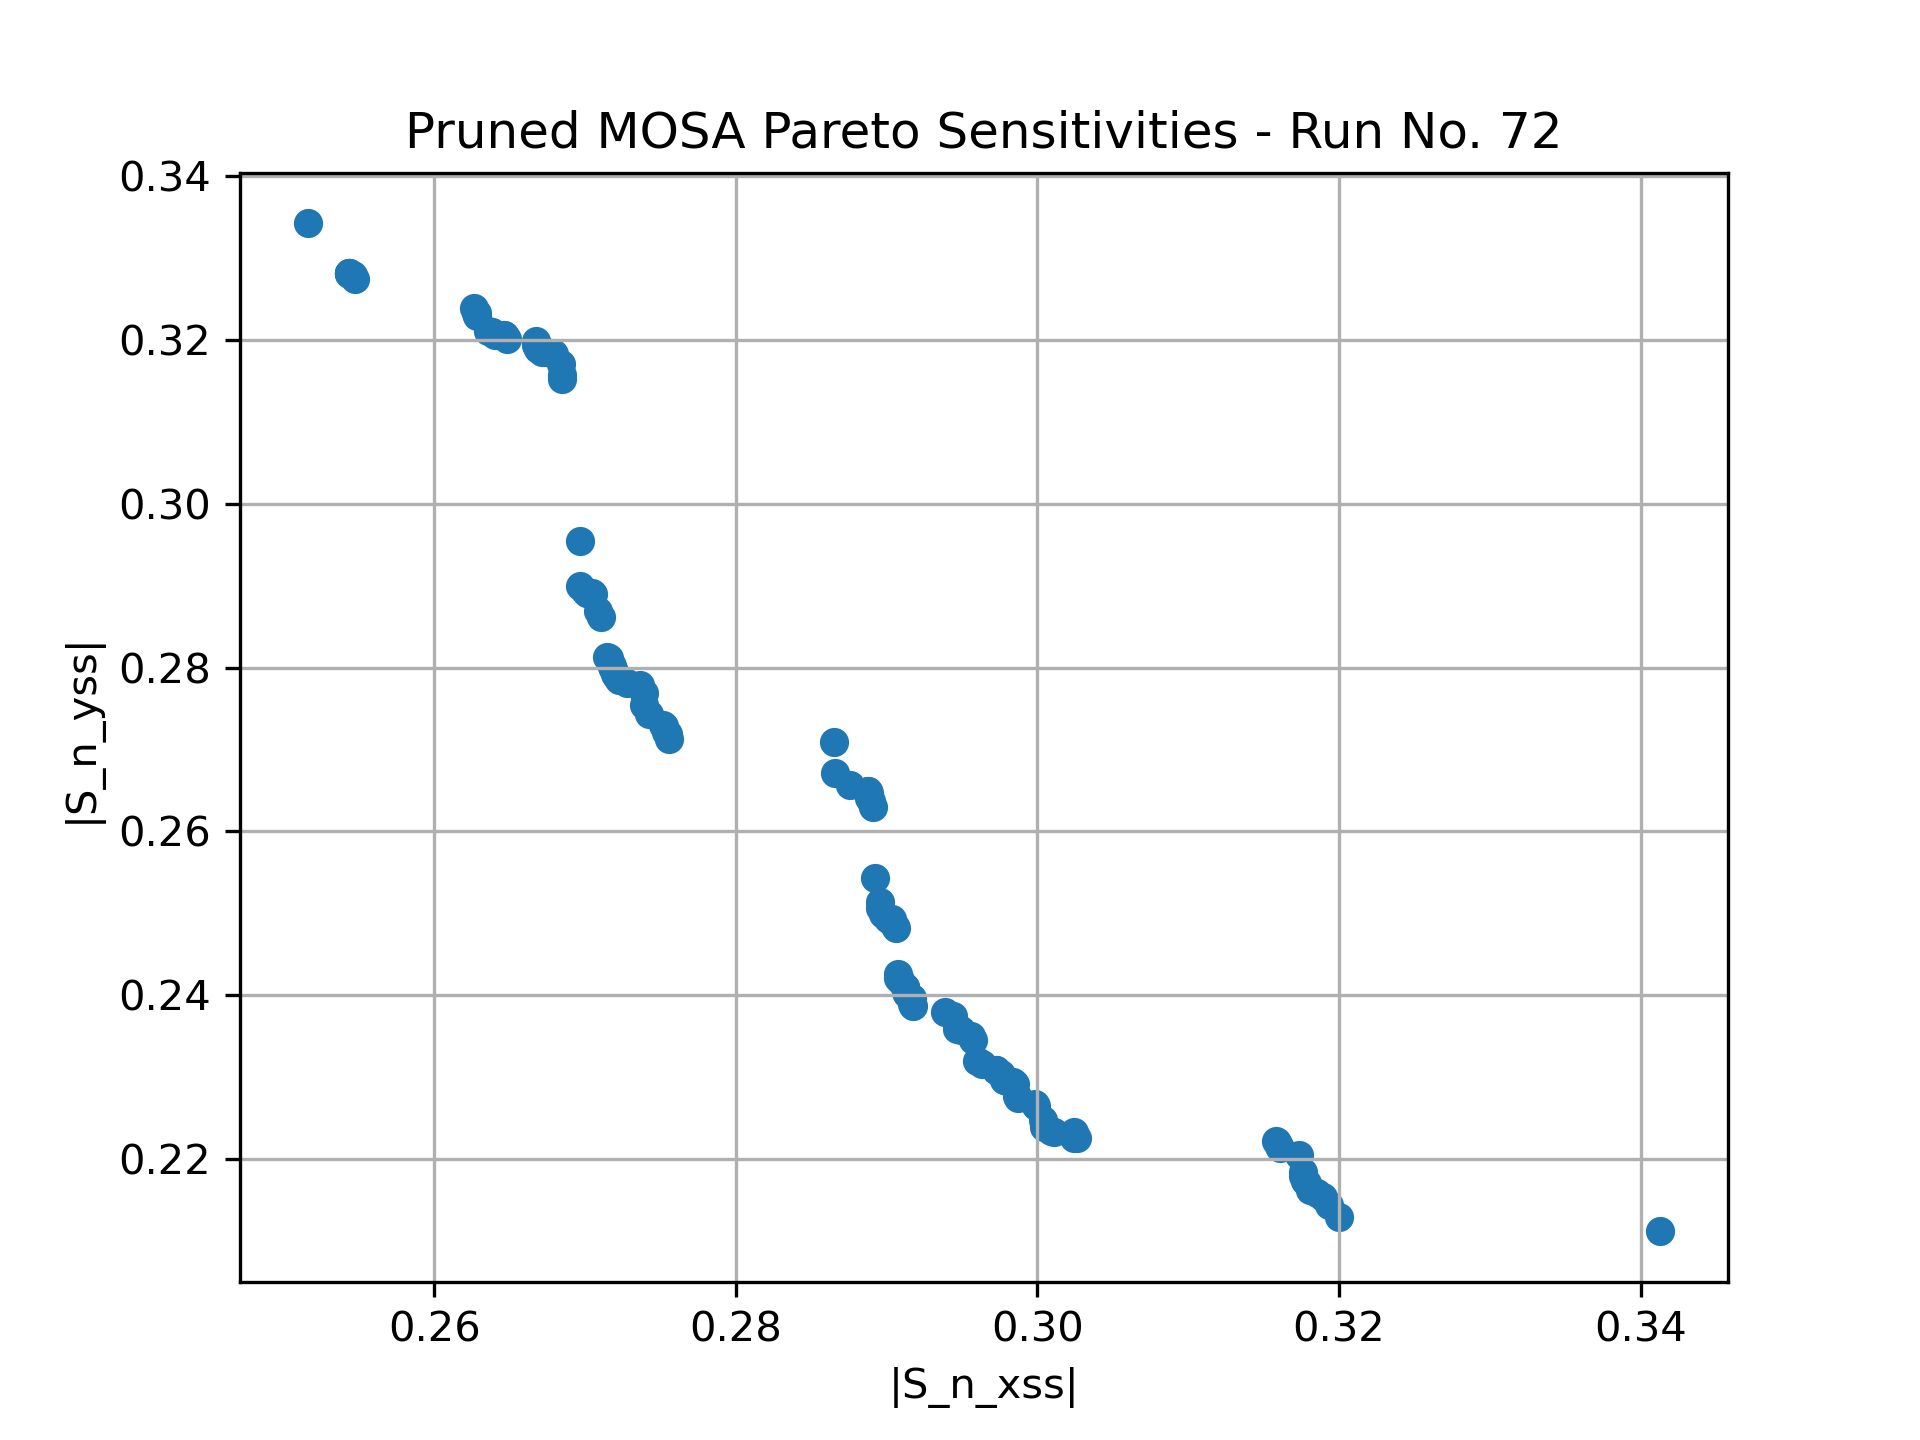 Pruned MOSA Pareto Sensitivities - Run No. 72
0.34
0.32
0.30
0.28
0.26
0.24
0.22
|S_n_yss|
0.26 0.28 0.30 0.32 0.34
|S_n_xss|